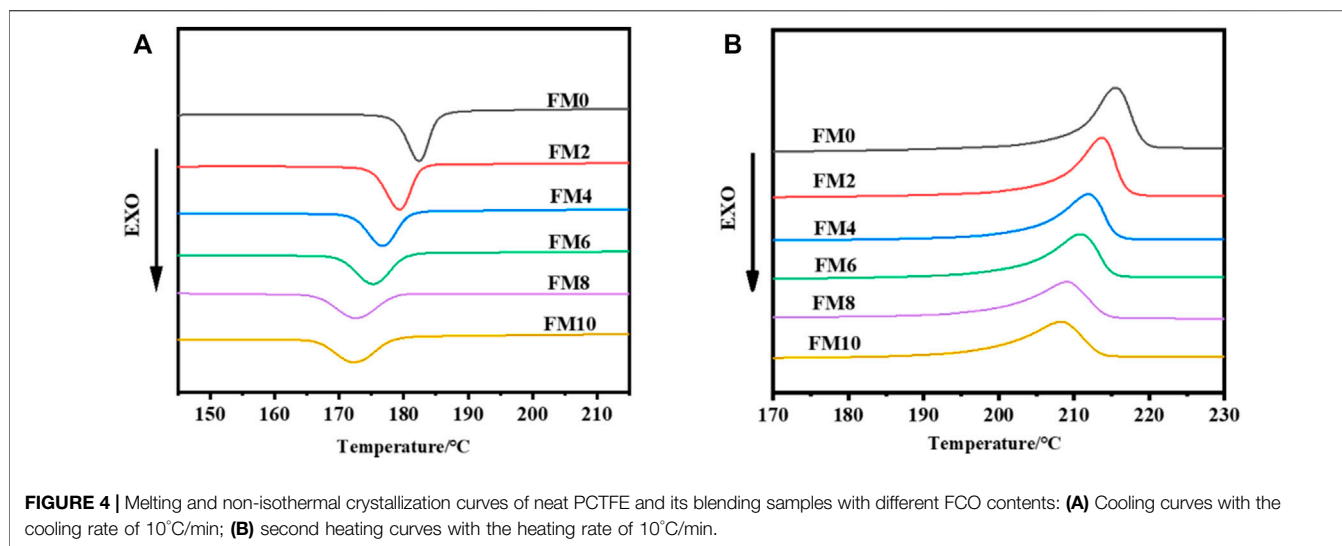 A
FM0
FM2
FM4
FM6
FM8
FM10
EXO
150 160 170 180 190 200 210
Temperature/°C
B
FM0
FM2
FM4
FM6
FM8
FM10
EXO
170 180 190 200 210 220 230
Temperature/°C
FIGURE 4 | Melting and non-isothermal crystallization curves of neat PCTFE and its blending samples with different FCO contents: (A) Cooling curves with the
cooling rate of 10°C/min; (B) second heating curves with the heating rate of 10°C/min.